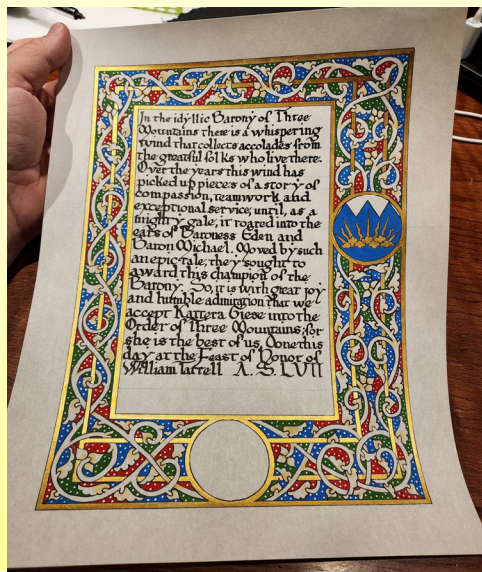 In the idyllic Barony of Three
Mountains there is a whispering
wind that collects accolades from
the greatful folks who live there.
Over the years this wind has
picked up pieces of a story of
compassion, teamwork and
exceptional service; until, as a
mighty gale, it roared into the
ears of Baroness Eden and
Baron Michael. Moved by such
an epic tale, they sought to
award this champion of the
Barony. So, it is with great joy
and humble admiration that we
accept Kattera Giese into the
Order of Three Mountains; for
she is the best of us. Done this
day at the Feast of Honor of
William Tattell A.S. LVII